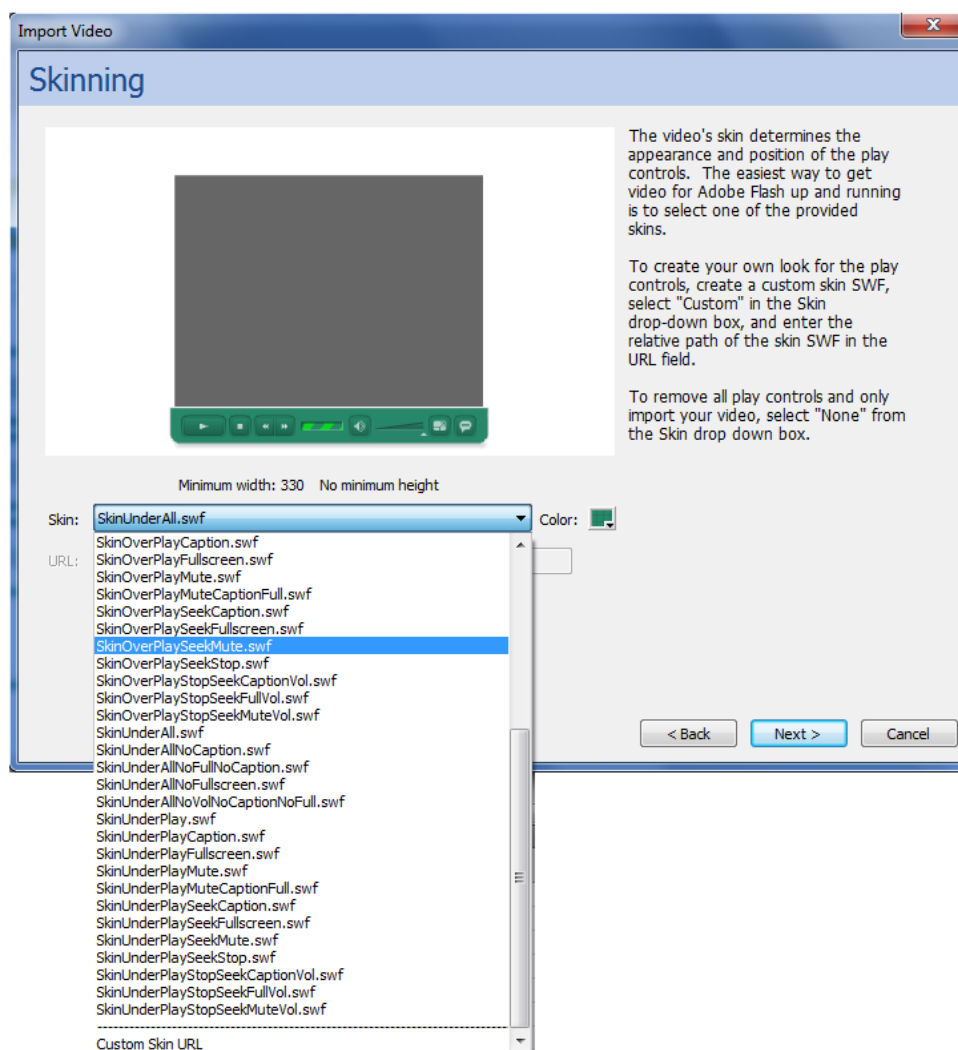 Import Video
Skinning
The video's skin determines the
appearance and position of the play
controls.  The easiest way to get
video for Adobe Flash up and running
is to select one of the provided
skins.
To create your own look for the play
controls, create a custom skin SWF,
select "Custom" in the Skin
drop-down box, and enter the
relative path of the skin SWF in the
URL field.
To remove all play controls and only
import your video, select "None" from
the Skin drop down box.
Minimum width: 330    No minimum height
Skin: SkinUnderAll.swf Color:
URL:
SkinOverPlayCaption.swf
SkinOverPlayFullscreen.swf
SkinOverPlayMute.swf
SkinOverPlayMuteCaptionFull.swf
SkinOverPlaySeekCaption.swf
SkinOverPlaySeekFullscreen.swf
SkinOverPlaySeekMute.swf
SkinOverPlaySeekStop.swf
SkinOverPlayStopSeekCaptionVol.swf
SkinOverPlayStopSeekFullVol.swf
SkinOverPlayStopSeekMuteVol.swf
SkinUnderAll.swf
SkinUnderAllNoCaption.swf
SkinUnderAllNoFullNoCaption.swf
SkinUnderAllNoFullscreen.swf
SkinUnderAllNoVolNoCaptionNoFull.swf
SkinUnderPlay.swf
SkinUnderPlayCaption.swf
SkinUnderPlayFullscreen.swf
SkinUnderPlayMute.swf
SkinUnderPlayMuteCaptionFull.swf
SkinUnderPlaySeekCaption.swf
SkinUnderPlaySeekFullscreen.swf
SkinUnderPlaySeekMute.swf
SkinUnderPlaySeekStop.swf
SkinUnderPlayStopSeekCaptionVol.swf
SkinUnderPlayStopSeekFullVol.swf
SkinUnderPlayStopSeekMuteVol.swf
Custom Skin URL
< Back Next > Cancel